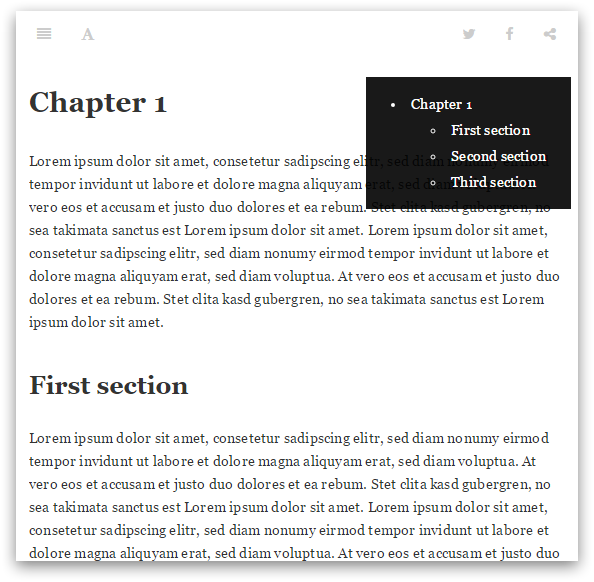 A
Chapter 1
• Chapter 1
◦ First section
◦ Second section
◦ Third section
Lorem ipsum dolor sit amet, consetetur sadipscing elitr, sed diam nonumy eirmod
tempor invidunt ut labore et dolore magna aliquyam erat, sed diam voluptua. At
vero eos et accusam et justo duo dolores et ea rebum. Stet clita kasd gubergren, no
sea takimata sanctus est Lorem ipsum dolor sit amet. Lorem ipsum dolor sit amet,
consetetur sadipscing elitr, sed diam nonumy eirmod tempor invidunt ut labore et
dolore magna aliquyam erat, sed diam voluptua. At vero eos et accusam et justo duo
dolores et ea rebum. Stet clita kasd gubergren, no sea takimata sanctus est Lorem
ipsum dolor sit amet.
First section
Lorem ipsum dolor sit amet, consetetur sadipscing elitr, sed diam nonumy eirmod
tempor invidunt ut labore et dolore magna aliquyam erat, sed diam voluptua. At
vero eos et accusam et justo duo dolores et ea rebum. Stet clita kasd gubergren, no
sea takimata sanctus est Lorem ipsum dolor sit amet. Lorem ipsum dolor sit amet,
consetetur sadipscing elitr, sed diam nonumy eirmod tempor invidunt ut labore et
dolore magna aliquyam erat, sed diam voluptua. At vero eos et accusam et justo duo